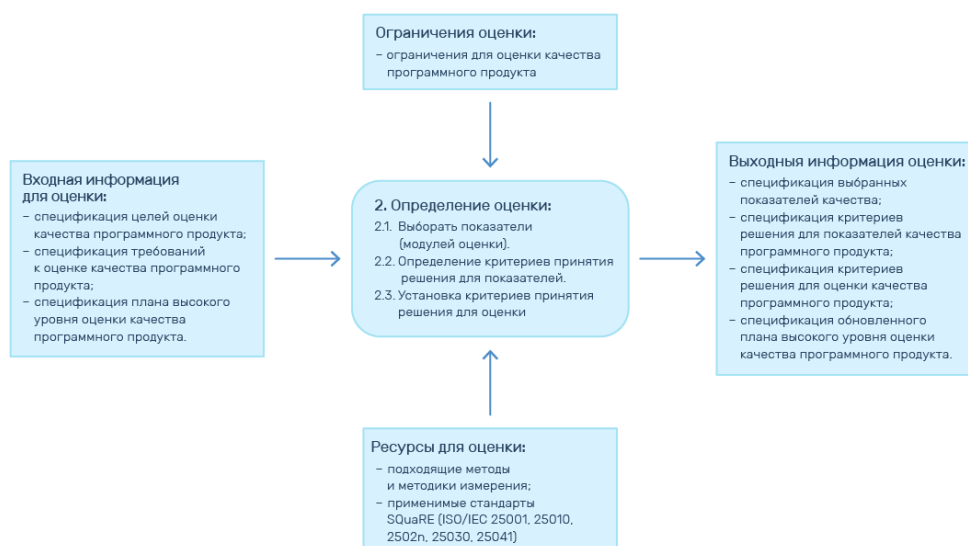 Ограничения оценки:
– ограничения для оценки качества
программного продукта
Входная информация
для оценки:
– спецификация целей оценки
качества программного продукта;
– спецификация требований
к оценке качества программного
продукта;
– спецификация плана высокого
уровня оценки качества
программного продукта.
2. Определение оценки:
2.1. Выборать показатели
(модулей оценки).
2.2. Определение критериев принятия
решения для показателей.
2.3. Установка критериев принятия
решения для оценки
Выходныя информация оценки:
– спецификация выбранных
показателей качества;
– спецификация критериев
решения для показателей качества
программного продукта;
– спецификация критериев
решения для оценки качества
программного продукта;
– спецификация обновленного
плана высокого уровня оценки
качества программного продукта.
Ресурсы для оценки:
– подходящие методы
и методики измерения;
– применимые стандарты
SQuaRE (ISO/IEC 25001, 25010,
2502n, 25030, 25041)